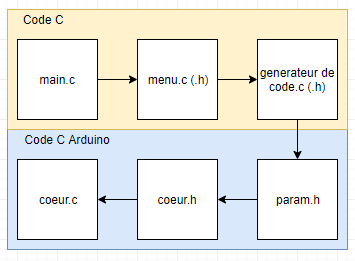 Code C
main.c
menu.c (.h)
generateur de
code.c (.h)
Code C Arduino
coeur.c
coeur.h
param.h